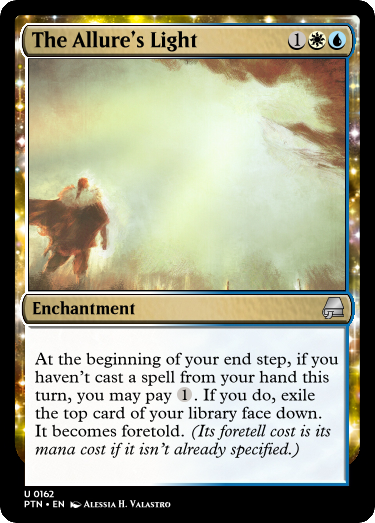 The Allure's Light 1
Enchantment
At the beginning of your end step, if you
haven't cast a spell from your hand this
turn, you may pay 1. If you do, exile
the top card of your library face down.
It becomes foretold. (Its foretell cost is its
mana cost if it isn't already specified.)
U 0162
PTN • EN Alessia H. Valastro